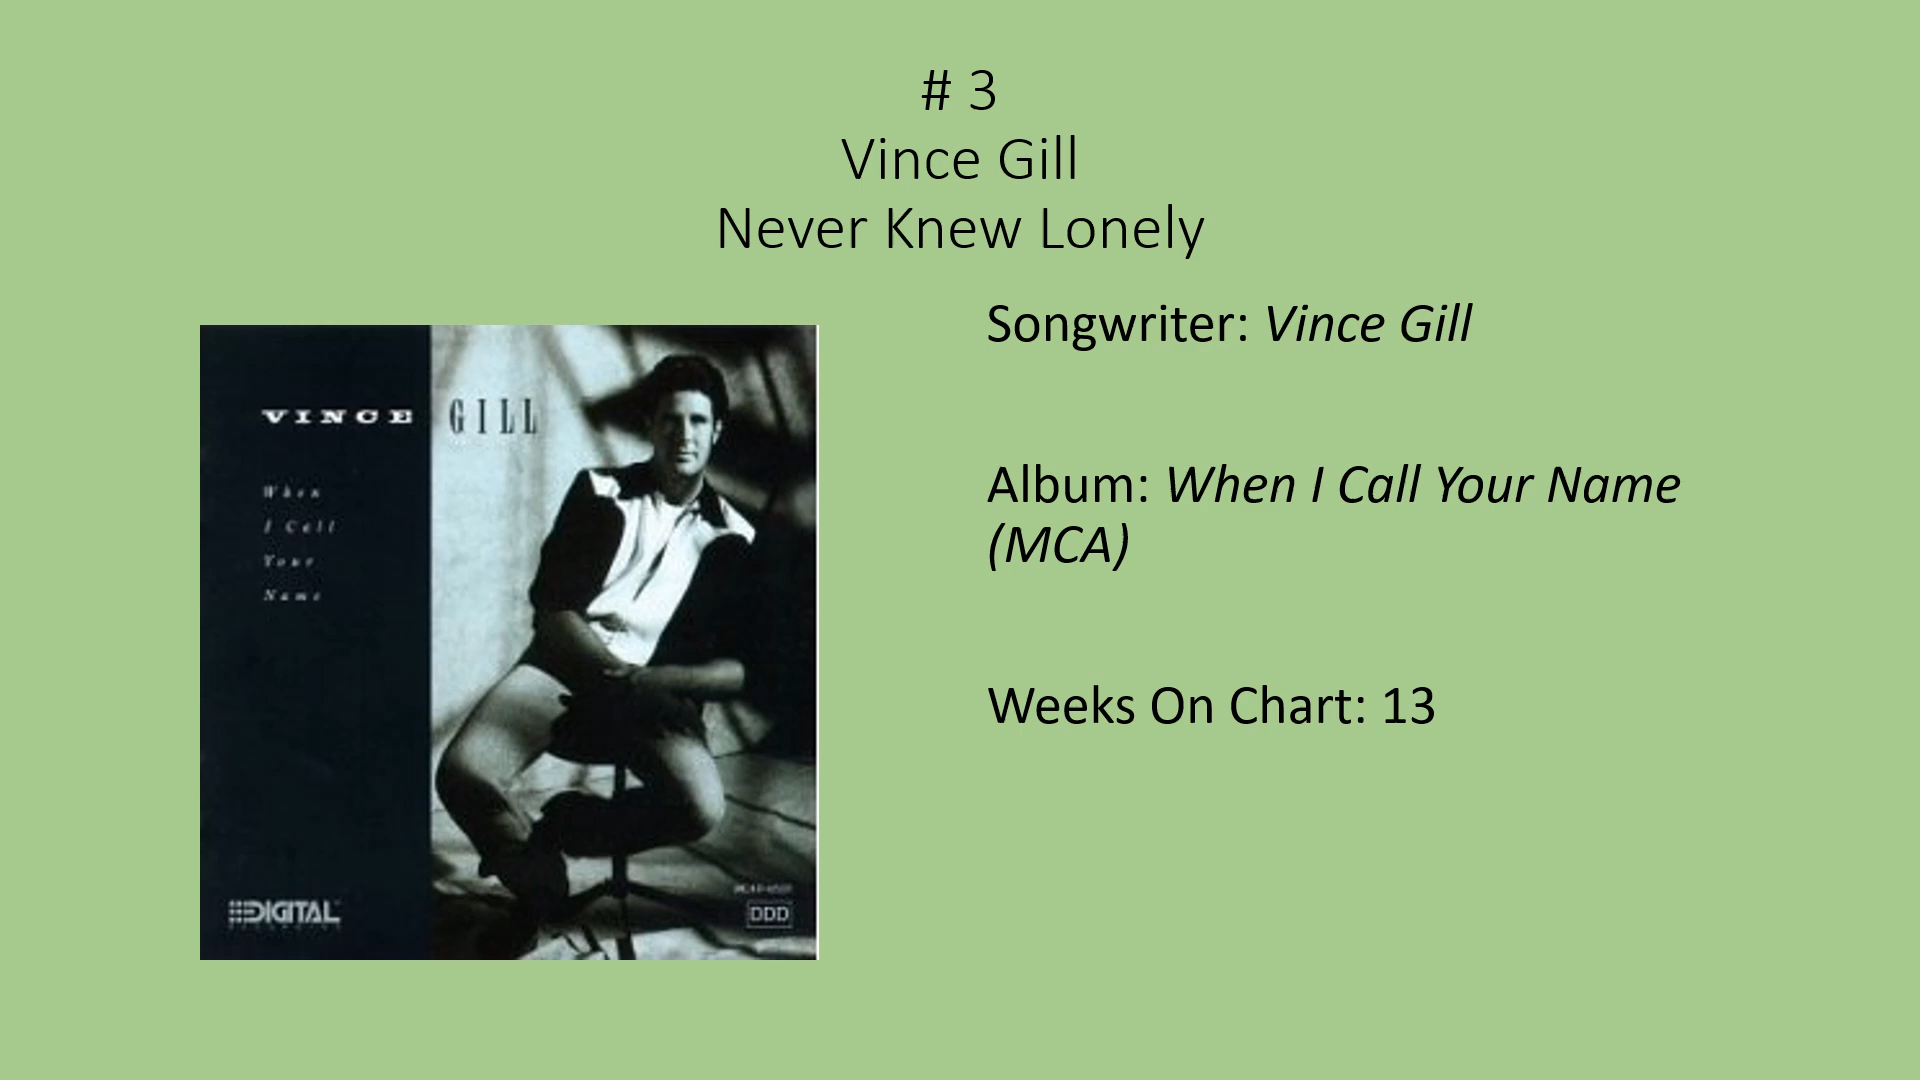 # 3
Vince Gill
Never Knew Lonely
Songwriter: Vince Gill
Album: When I Call Your Name
(MCA)
Weeks On Chart: 13
VINCE GILL
When
I Call
Your
Name
DIGITAL
DDD